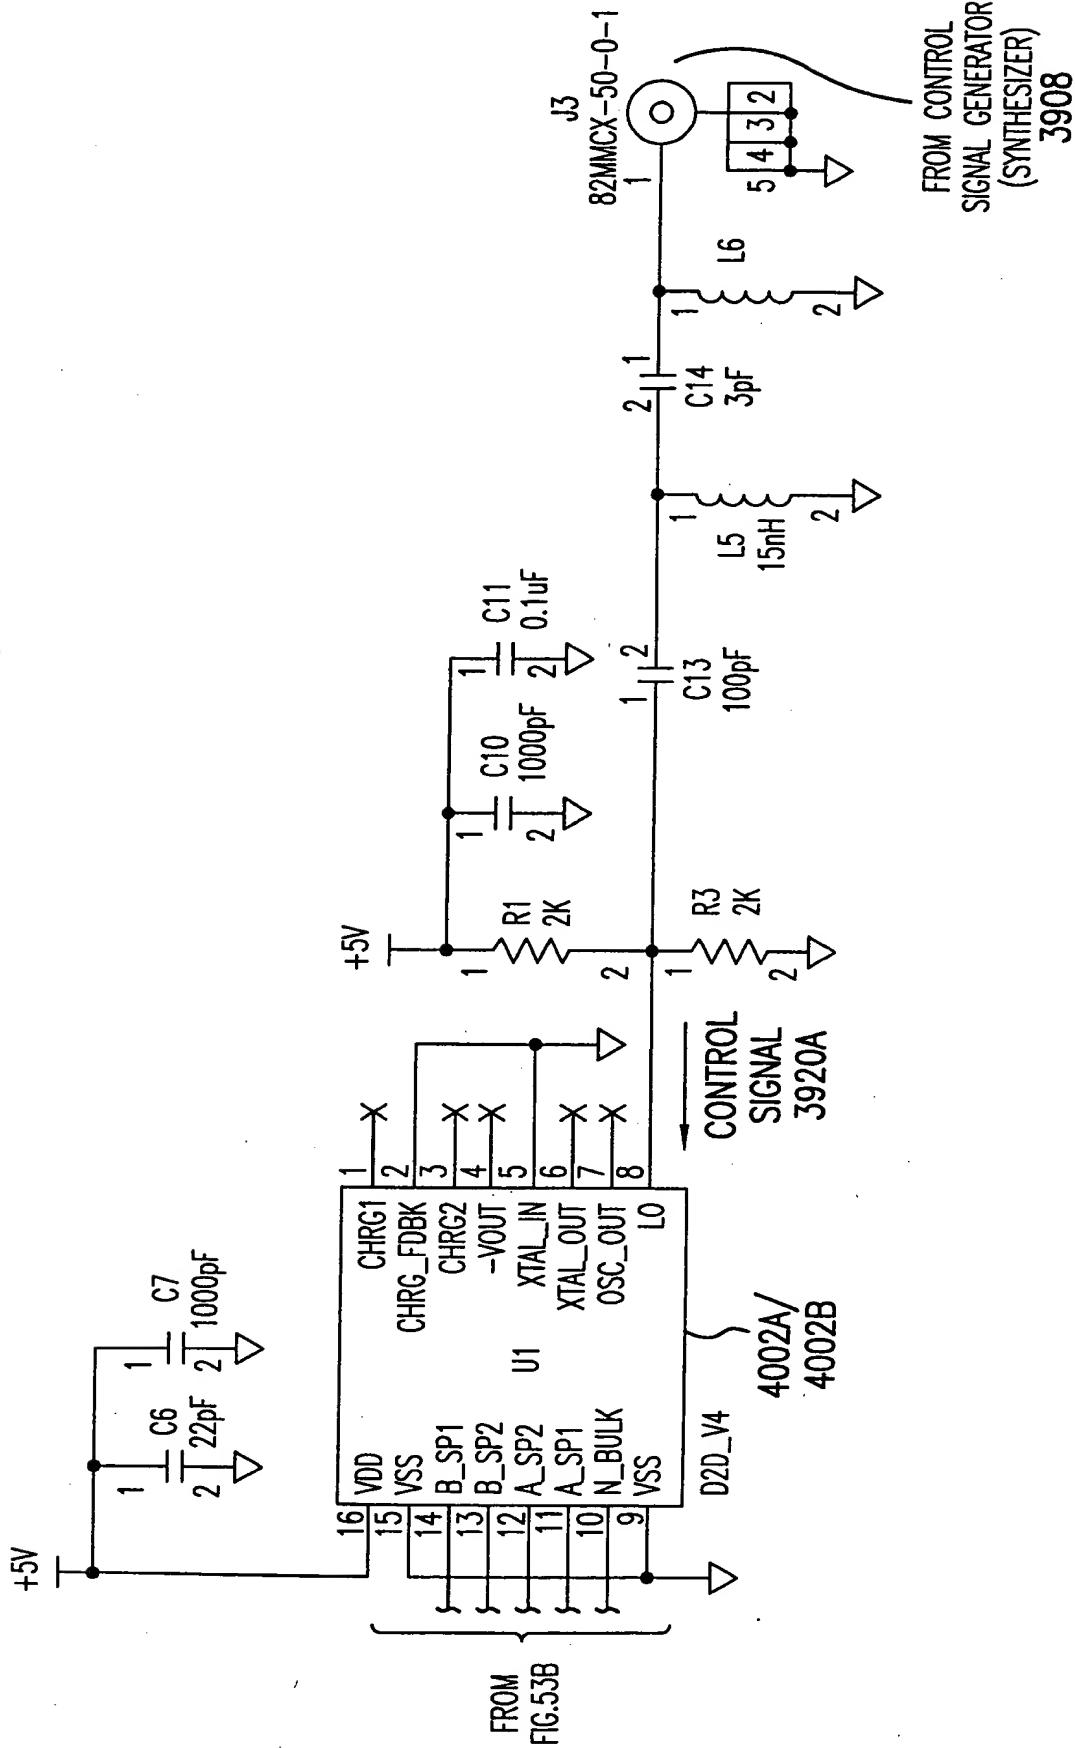 +5V
C6
22pF
1
2
C7
1000pF
1
2
FROM
FIG.53B
16
15
14
13
12
11
10
9
VDD
VSS
B_SP1
B_SP2
A_SP2
A_SP1
N_BULK
VSS
U1
D2D_V4
4002A/
4002B
CHRG1
CHRG_FDBK
CHRG2
-VOUT
XTAL_IN
XTAL_OUT
OSC_OUT
LO
1
2
3
4
5
6
7
8
CONTROL
SIGNAL
3920A
+5V
1
R1
2K
2
1
R3
2K
2
1
C10
1000pF
2
1
C11
0.1uF
2
1
2
C13
100pF
1
L5
15nH
2
2
1
C14
3pF
1
L6
2
J3
82MMCX-50-0-1
1
5
4
3
2
FROM CONTROL
SIGNAL GENERATOR
(SYNTHESIZER)
3908